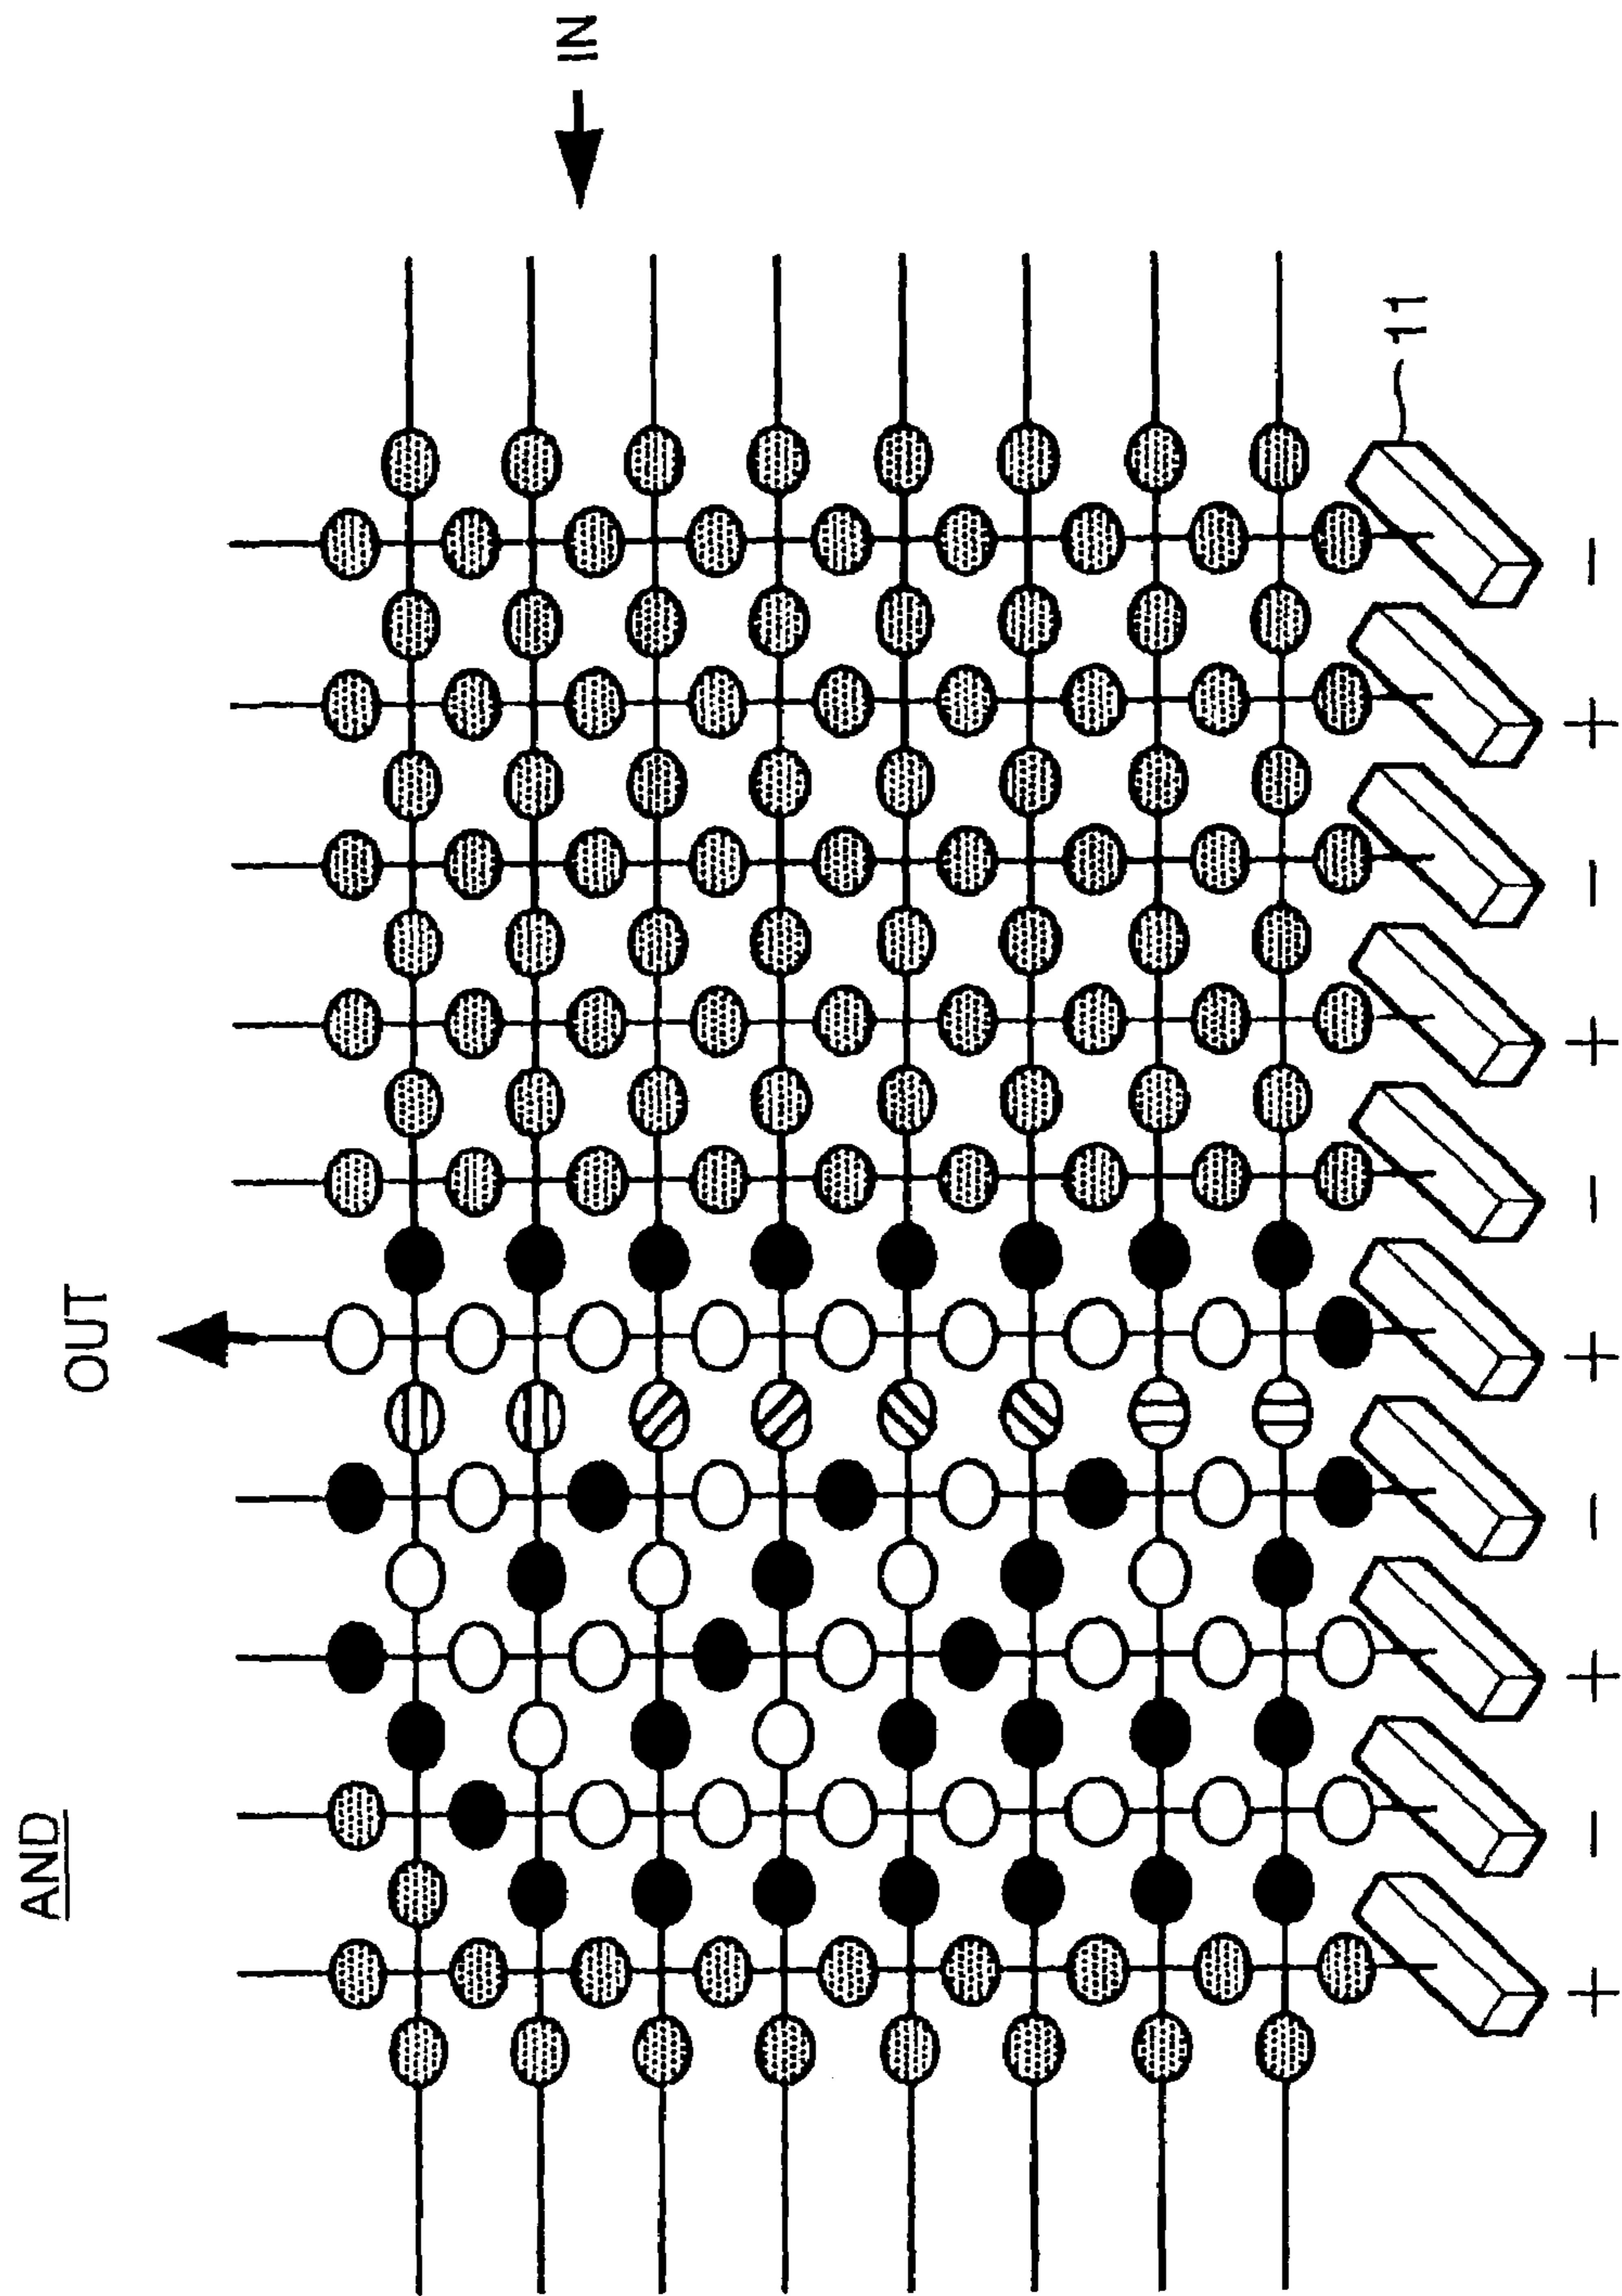 AND
OUT
IN
11
+ − + − + − + − + −